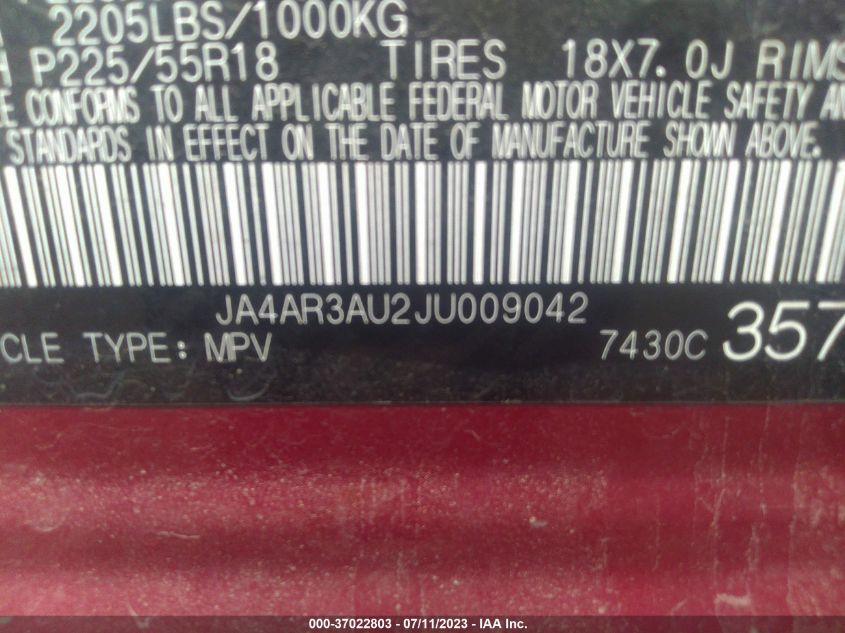 2205LBS/1000KG
P225/55R18 TIRES 18X7.0J RIMS
CONFORMS TO ALL APPLICABLE FEDERAL MOTOR VEHICLE SAFETY
STANDARDS IN EFFECT ON THE DATE OF MANUFACTURE SHOWN ABOVE.
JA4AR3AU2JU009042
CLE TYPE: MPV 7430C 357
000-37022803 - 07/11/2023 - IAA Inc.